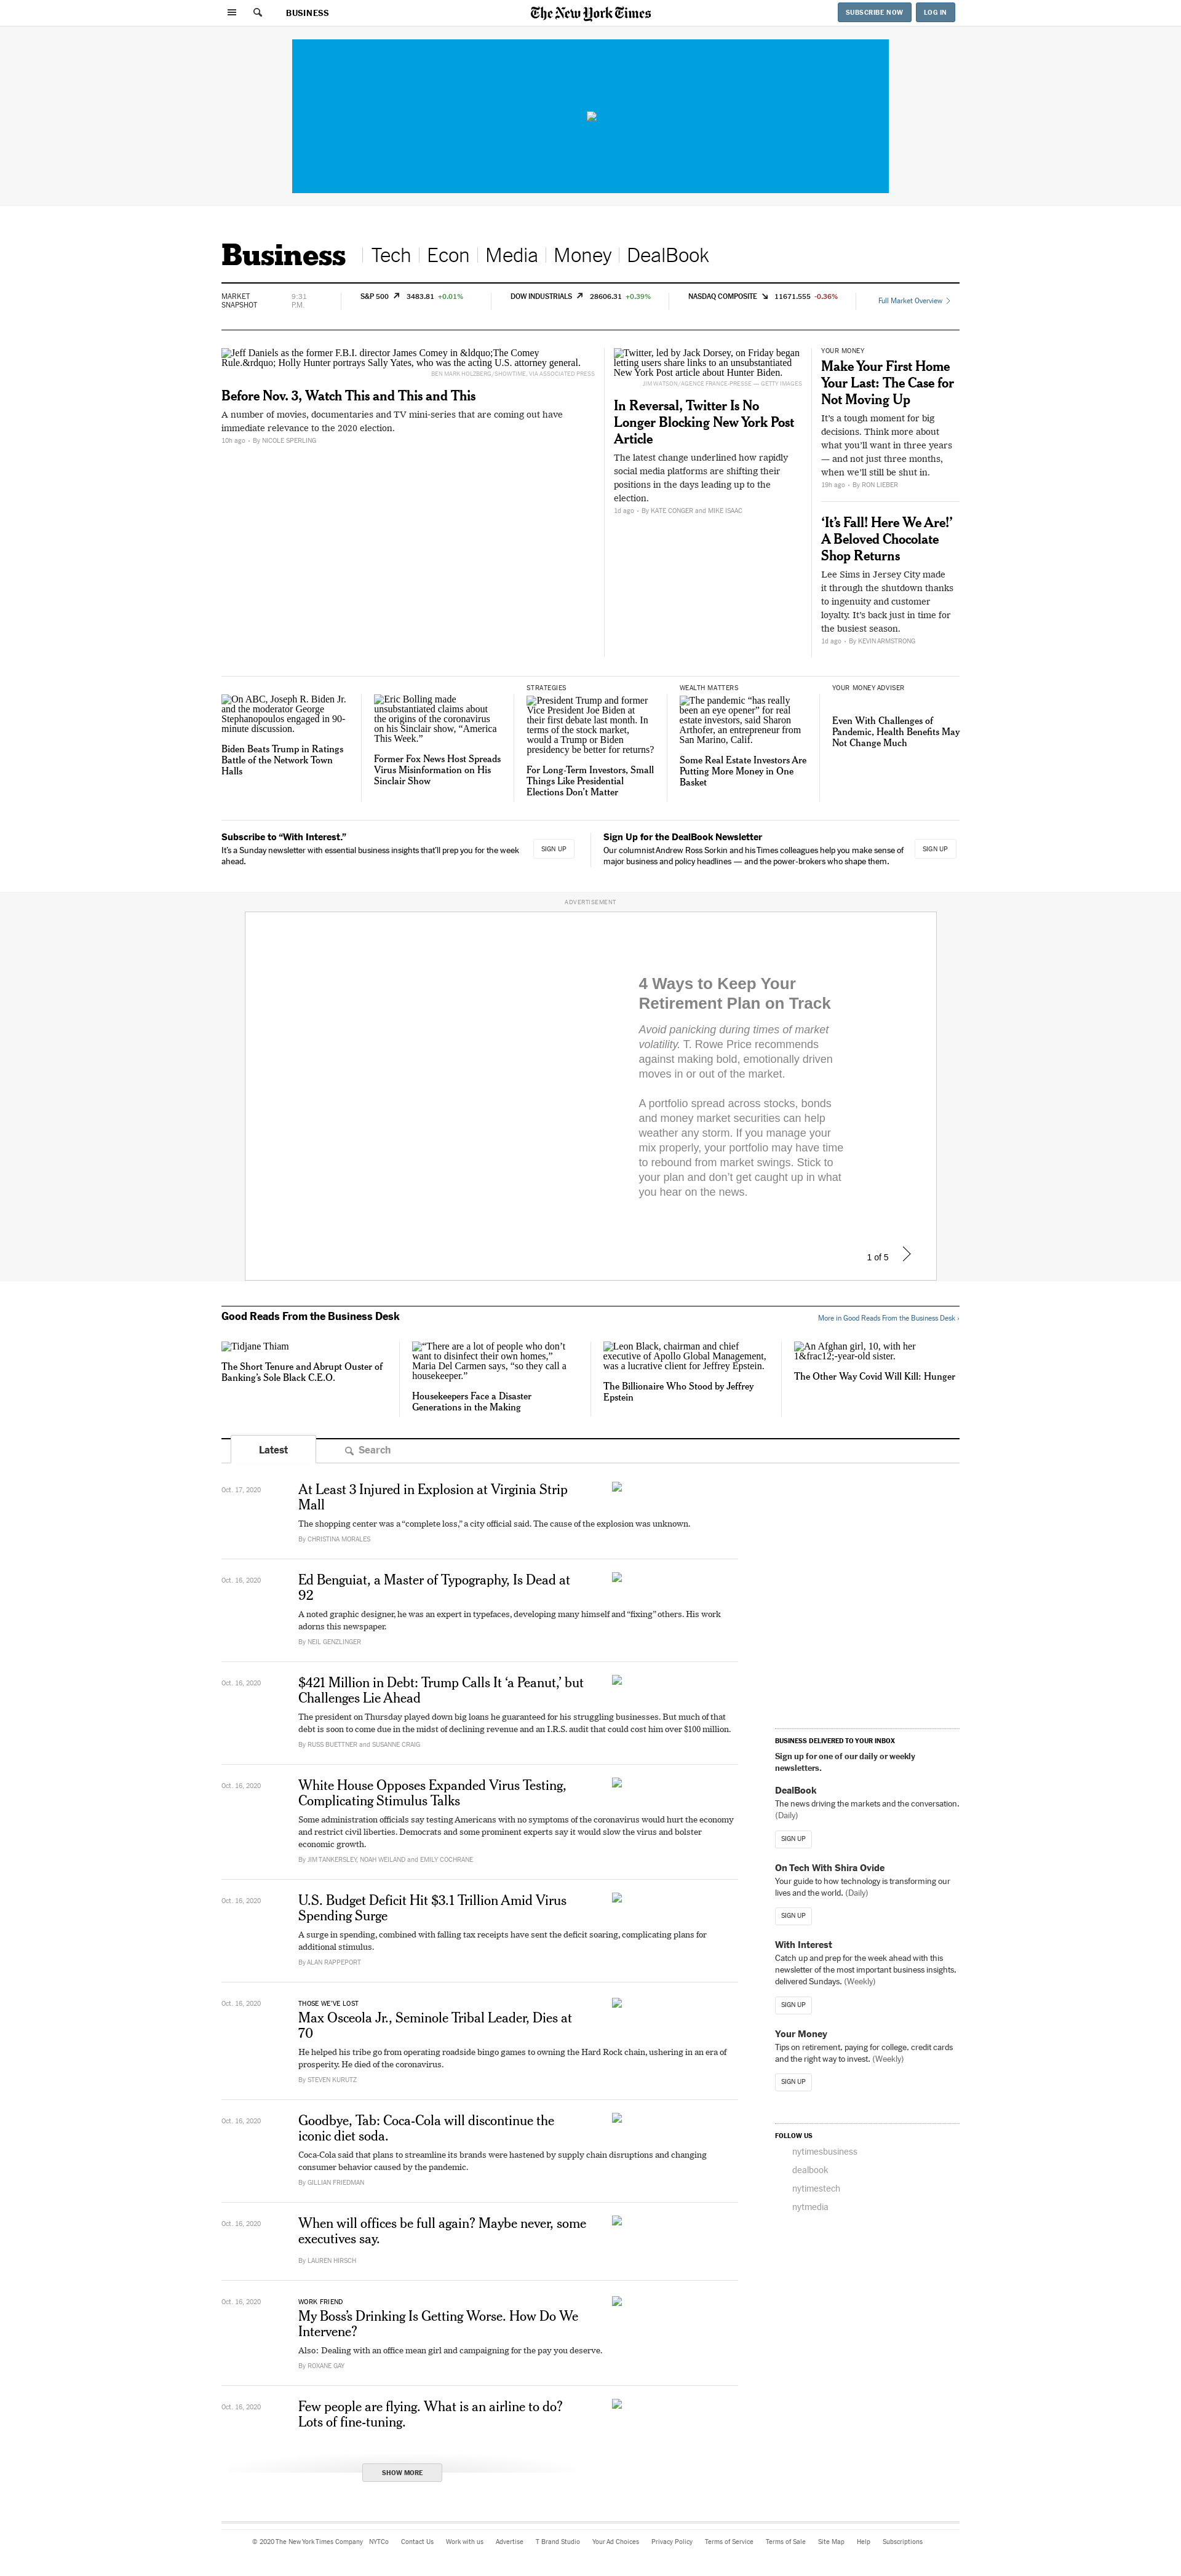 BUSINESS
The New York Times
SUBSCRIBE NOW
LOG IN
Business
Tech
Econ
Media
Money
DealBook
MARKET
SNAPSHOT
9:31
P.M.
S&P 500 3483.81 +0.01%
DOW INDUSTRIALS 28606.31 +0.39%
NASDAQ COMPOSITE 11671.555 -0.36%
Full Market Overview
Jeff Daniels as the former F.B.I. director James Comey in &ldquo;The Comey
Rule.&rdquo; Holly Hunter portrays Sally Yates, who was the acting U.S. attorney general.
BEN MARK HOLZBERG/SHOWTIME, VIA ASSOCIATED PRESS
Before Nov. 3, Watch This and This and This
A number of movies, documentaries and TV mini-series that are coming out have
immediate relevance to the 2020 election.
10h ago • By NICOLE SPERLING
Twitter, led by Jack Dorsey, on Friday began
letting users share links to an unsubstantiated
New York Post article about Hunter Biden.
JIM WATSON/AGENCE FRANCE-PRESSE — GETTY IMAGES
In Reversal, Twitter Is No
Longer Blocking New York Post
Article
The latest change underlined how rapidly
social media platforms are shifting their
positions in the days leading up to the
election.
1d ago • By KATE CONGER and MIKE ISAAC
YOUR MONEY
Make Your First Home
Your Last: The Case for
Not Moving Up
It’s a tough moment for big
decisions. Think more about
what you’ll want in three years
— and not just three months,
when we’ll still be shut in.
19h ago • By RON LIEBER
‘It’s Fall! Here We Are!’
A Beloved Chocolate
Shop Returns
Lee Sims in Jersey City made
it through the shutdown thanks
to ingenuity and customer
loyalty. It’s back just in time for
the busiest season.
1d ago • By KEVIN ARMSTRONG
On ABC, Joseph R. Biden Jr.
and the moderator George
Stephanopoulos engaged in 90-
minute discussion.
Biden Beats Trump in Ratings
Battle of the Network Town
Halls
Eric Bolling made
unsubstantiated claims about
the origins of the coronavirus
on his Sinclair show, “America
This Week.”
Former Fox News Host Spreads
Virus Misinformation on His
Sinclair Show
STRATEGIES
President Trump and former
Vice President Joe Biden at
their first debate last month. In
terms of the stock market,
would a Trump or Biden
presidency be better for returns?
For Long-Term Investors, Small
Things Like Presidential
Elections Don’t Matter
WEALTH MATTERS
The pandemic “has really
been an eye opener” for real
estate investors, said Sharon
Arthofer, an entrepreneur from
San Marino, Calif.
Some Real Estate Investors Are
Putting More Money in One
Basket
YOUR MONEY ADVISER
Even With Challenges of
Pandemic, Health Benefits May
Not Change Much
Subscribe to “With Interest.”
It’s a Sunday newsletter with essential business insights that’ll prep you for the week
ahead.
SIGN UP
Sign Up for the DealBook Newsletter
Our columnist Andrew Ross Sorkin and his Times colleagues help you make sense of
major business and policy headlines — and the power-brokers who shape them.
SIGN UP
ADVERTISEMENT
4 Ways to Keep Your
Retirement Plan on Track
Avoid panicking during times of market
volatility. T. Rowe Price recommends
against making bold, emotionally driven
moves in or out of the market.
A portfolio spread across stocks, bonds
and money market securities can help
weather any storm. If you manage your
mix properly, your portfolio may have time
to rebound from market swings. Stick to
your plan and don’t get caught up in what
you hear on the news.
1 of 5
Good Reads From the Business Desk
More in Good Reads From the Business Desk ›
Tidjane Thiam
The Short Tenure and Abrupt Ouster of
Banking’s Sole Black C.E.O.
“There are a lot of people who don’t
want to disinfect their own homes,”
Maria Del Carmen says, “so they call a
housekeeper.”
Housekeepers Face a Disaster
Generations in the Making
Leon Black, chairman and chief
executive of Apollo Global Management,
was a lucrative client for Jeffrey Epstein.
The Billionaire Who Stood by Jeffrey
Epstein
An Afghan girl, 10, with her
1&frac12;-year-old sister.
The Other Way Covid Will Kill: Hunger
Latest
Search
Oct. 17, 2020
At Least 3 Injured in Explosion at Virginia Strip
Mall
The shopping center was a “complete loss,” a city official said. The cause of the explosion was unknown.
By CHRISTINA MORALES
Oct. 16, 2020
Ed Benguiat, a Master of Typography, Is Dead at
92
A noted graphic designer, he was an expert in typefaces, developing many himself and “fixing” others. His work
adorns this newspaper.
By NEIL GENZLINGER
Oct. 16, 2020
$421 Million in Debt: Trump Calls It ‘a Peanut,’ but
Challenges Lie Ahead
The president on Thursday played down big loans he guaranteed for his struggling businesses. But much of that
debt is soon to come due in the midst of declining revenue and an I.R.S. audit that could cost him over $100 million.
By RUSS BUETTNER and SUSANNE CRAIG
Oct. 16, 2020
White House Opposes Expanded Virus Testing,
Complicating Stimulus Talks
Some administration officials say testing Americans with no symptoms of the coronavirus would hurt the economy
and restrict civil liberties. Democrats and some prominent experts say it would slow the virus and bolster
economic growth.
By JIM TANKERSLEY, NOAH WEILAND and EMILY COCHRANE
Oct. 16, 2020
U.S. Budget Deficit Hit $3.1 Trillion Amid Virus
Spending Surge
A surge in spending, combined with falling tax receipts have sent the deficit soaring, complicating plans for
additional stimulus.
By ALAN RAPPEPORT
Oct. 16, 2020
THOSE WE’VE LOST
Max Osceola Jr., Seminole Tribal Leader, Dies at
70
He helped his tribe go from operating roadside bingo games to owning the Hard Rock chain, ushering in an era of
prosperity. He died of the coronavirus.
By STEVEN KURUTZ
Oct. 16, 2020
Goodbye, Tab: Coca-Cola will discontinue the
iconic diet soda.
Coca-Cola said that plans to streamline its brands were hastened by supply chain disruptions and changing
consumer behavior caused by the pandemic.
By GILLIAN FRIEDMAN
Oct. 16, 2020
When will offices be full again? Maybe never, some
executives say.
By LAUREN HIRSCH
Oct. 16, 2020
WORK FRIEND
My Boss’s Drinking Is Getting Worse. How Do We
Intervene?
Also: Dealing with an office mean girl and campaigning for the pay you deserve.
By ROXANE GAY
Oct. 16, 2020
Few people are flying. What is an airline to do?
Lots of fine-tuning.
SHOW MORE
BUSINESS DELIVERED TO YOUR INBOX
Sign up for one of our daily or weekly
newsletters.
DealBook
The news driving the markets and the conversation.
(Daily)
SIGN UP
On Tech With Shira Ovide
Your guide to how technology is transforming our
lives and the world. (Daily)
SIGN UP
With Interest
Catch up and prep for the week ahead with this
newsletter of the most important business insights,
delivered Sundays. (Weekly)
SIGN UP
Your Money
Tips on retirement, paying for college, credit cards
and the right way to invest. (Weekly)
SIGN UP
FOLLOW US
nytimesbusiness
dealbook
nytimestech
nytmedia
© 2020 The New York Times Company NYTCo Contact Us Work with us Advertise T Brand Studio Your Ad Choices Privacy Policy Terms of Service Terms of Sale Site Map Help Subscriptions